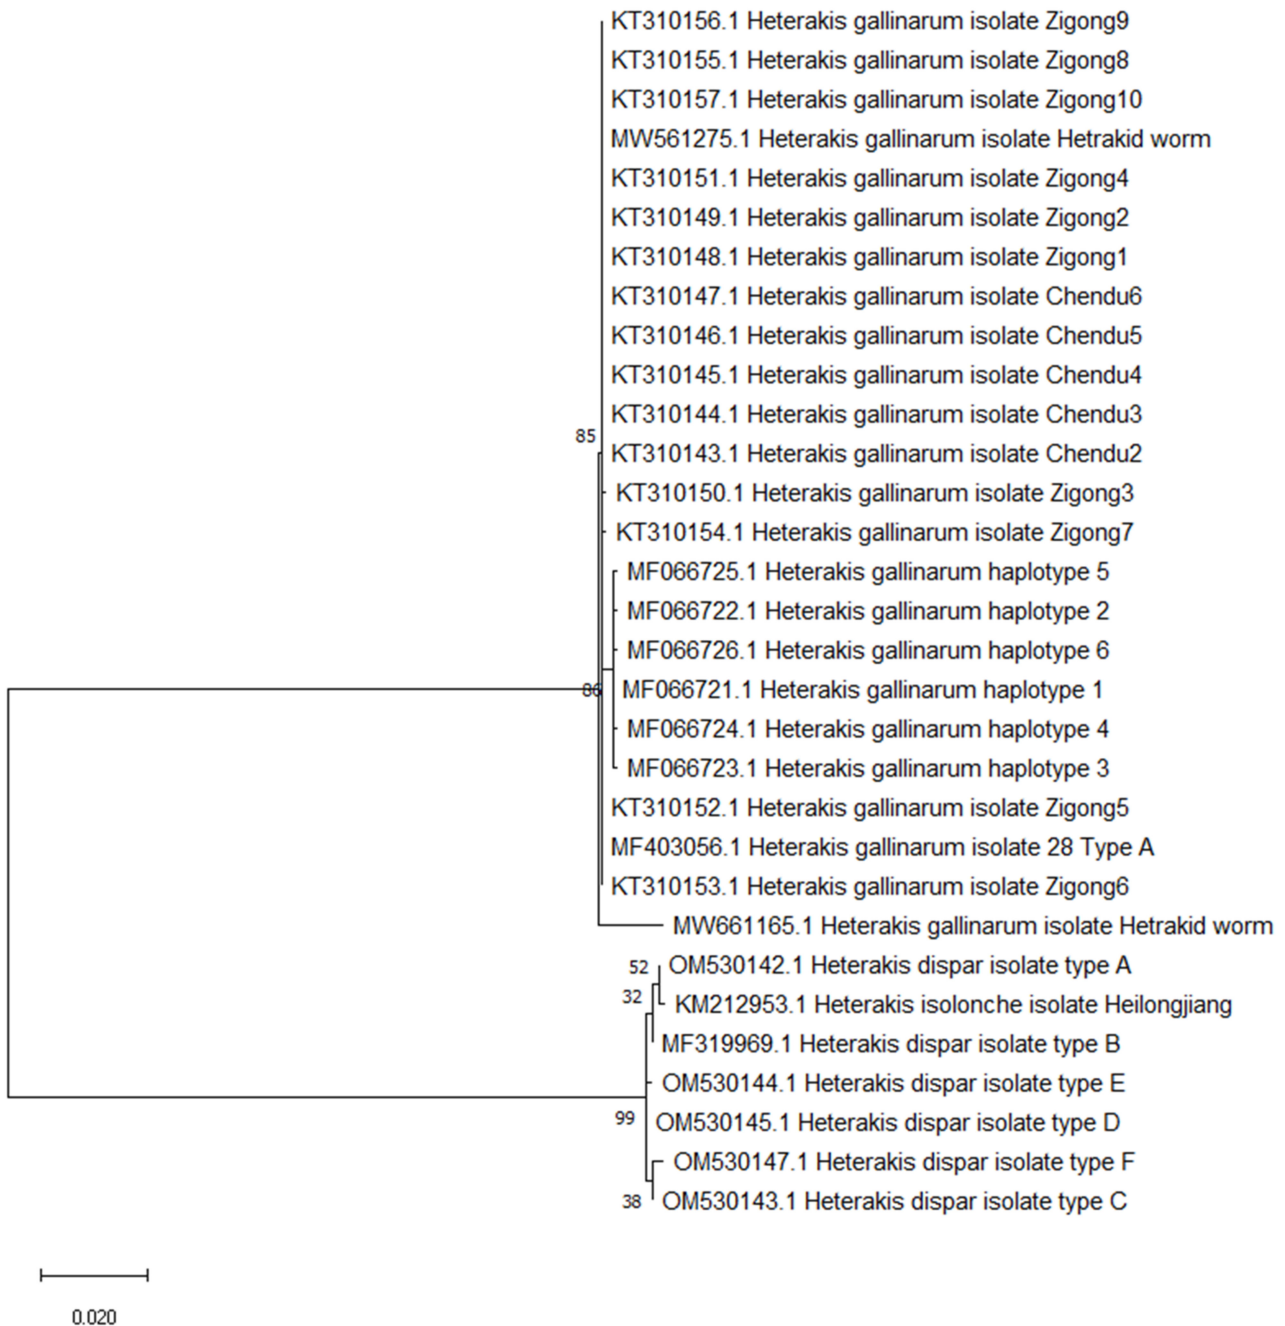 KT310156.1 Heterakis gallinarum isolate Zigong9
KT310155.1 Heterakis gallinarum isolate Zigong8
KT310157.1 Heterakis gallinarum isolate Zigong10
MW561275.1 Heterakis gallinarum isolate Hetrakid worm
KT310151.1 Heterakis gallinarum isolate Zigong4
KT310149.1 Heterakis gallinarum isolate Zigong2
KT310148.1 Heterakis gallinarum isolate Zigong1
KT310147.1 Heterakis gallinarum isolate Chendu6
KT310146.1 Heterakis gallinarum isolate Chendu5
KT310145.1 Heterakis gallinarum isolate Chendu4
KT310144.1 Heterakis gallinarum isolate Chendu3
85
KT310143.1 Heterakis gallinarum isolate Chendu2
KT310150.1 Heterakis gallinarum isolate Zigong3
KT310154.1 Heterakis gallinarum isolate Zigong7
MF066725.1 Heterakis gallinarum haplotype 5
MF066722.1 Heterakis gallinarum haplotype 2
MF066726.1 Heterakis gallinarum haplotype 6
86
MF066721.1 Heterakis gallinarum haplotype 1
MF066724.1 Heterakis gallinarum haplotype 4
MF066723.1 Heterakis gallinarum haplotype 3
KT310152.1 Heterakis gallinarum isolate Zigong5
MF403056.1 Heterakis gallinarum isolate 28 Type A
KT310153.1 Heterakis gallinarum isolate Zigong6
MW661165.1 Heterakis gallinarum isolate Hetrakid worm
52
OM530142.1 Heterakis dispar isolate type A
32
KM212953.1 Heterakis isolonche isolate Heilongjiang
MF319969.1 Heterakis dispar isolate type B
OM530144.1 Heterakis dispar isolate type E
99
OM530145.1 Heterakis dispar isolate type D
OM530147.1 Heterakis dispar isolate type F
38
OM530143.1 Heterakis dispar isolate type C
0.020